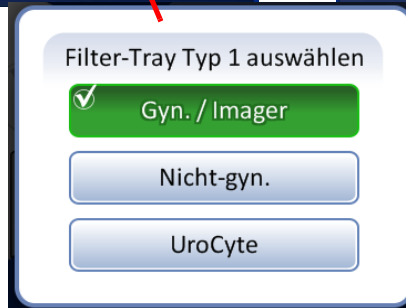 Filter-Tray Typ 1 auswählen
Gyn. / Imager
Nicht-gyn.
UroCyte